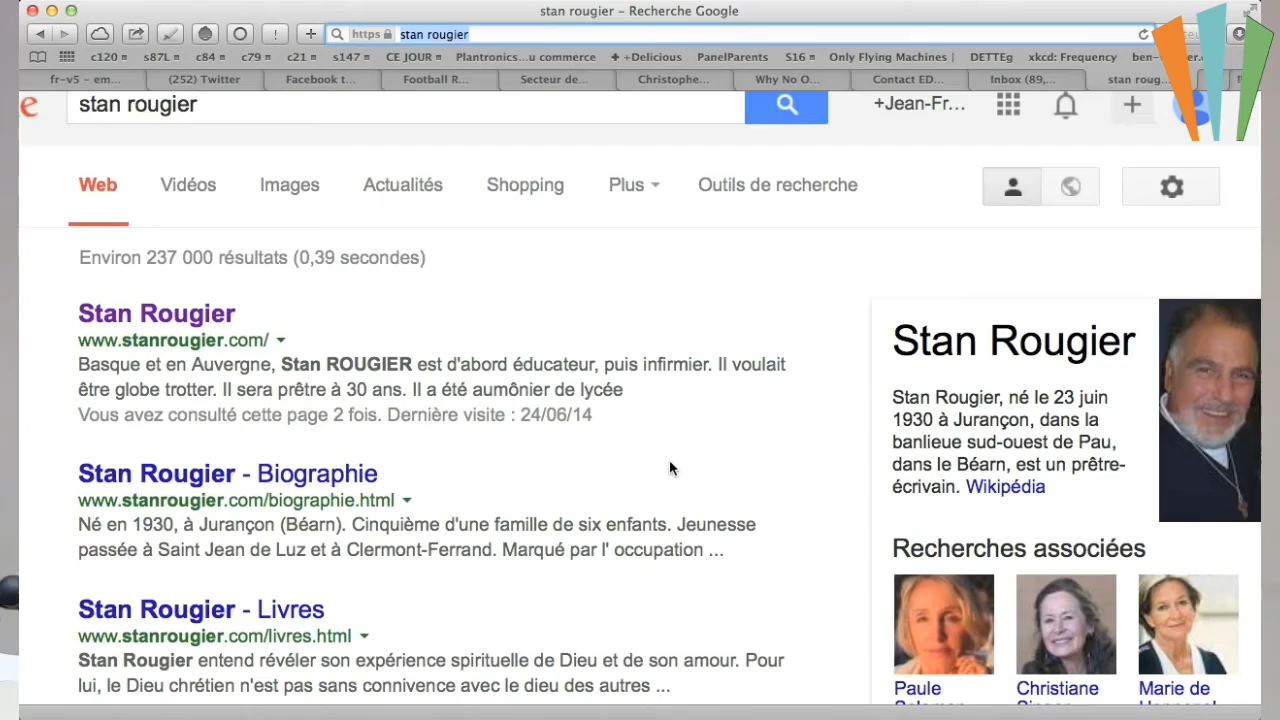 stan rougier – Recherche Google
https stan rougier
c120 s87L c84 c21 s147 CE JOUR Plantronics...u commerce +Delicious PanelParents S16 Only Flying Machines DETTEg xkcd: Frequency
fr-v5 – em... (252) Twitter Facebook t... Football R... Secteur de... Christophe... Why No O... Contact ED... Inbox (89,... stan roug...
stan rougier
+Jean-Fr...
Web Vidéos Images Actualités Shopping Plus Outils de recherche
Environ 237 000 résultats (0,39 secondes)
Stan Rougier
www.stanrougier.com/
Basque et en Auvergne, Stan ROUGIER est d'abord éducateur, puis infirmier. Il voulait
être globe trotter. Il sera prêtre à 30 ans. Il a été aumônier de lycée
Vous avez consulté cette page 2 fois. Dernière visite : 24/06/14
Stan Rougier - Biographie
www.stanrougier.com/biographie.html
Né en 1930, à Jurançon (Béarn). Cinquième d'une famille de six enfants. Jeunesse
passée à Saint Jean de Luz et à Clermont-Ferrand. Marqué par l' occupation ...
Stan Rougier - Livres
www.stanrougier.com/livres.html
Stan Rougier entend révéler son expérience spirituelle de Dieu et de son amour. Pour
lui, le Dieu chrétien n'est pas sans connivence avec le dieu des autres ...
Stan Rougier
Stan Rougier, né le 23 juin
1930 à Jurançon, dans la
banlieue sud-ouest de Pau,
dans le Béarn, est un prêtre-
écrivain. Wikipédia
Recherches associées
Paule
Christiane
Marie de